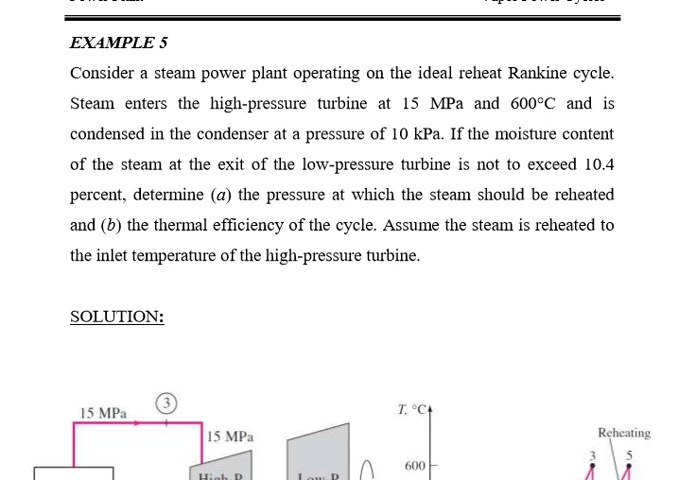 EXAMPLE 5
Consider a steam power plant operating on the ideal reheat Rankine cycle.
Steam enters the high-pressure turbine at 15 MPa and 600°C and is
condensed in the condenser at a pressure of 10 kPa. If the moisture content
of the steam at the exit of the low-pressure turbine is not to exceed 10.4
percent, determine (a) the pressure at which the steam should be reheated
and (b) the thermal efficiency of the cycle. Assume the steam is reheated to
the inlet temperature of the high-pressure turbine.
SOLUTION:
3
15 MPa
T, °C
15 MPa
Reheating
3 5
600
High-P
Low-P